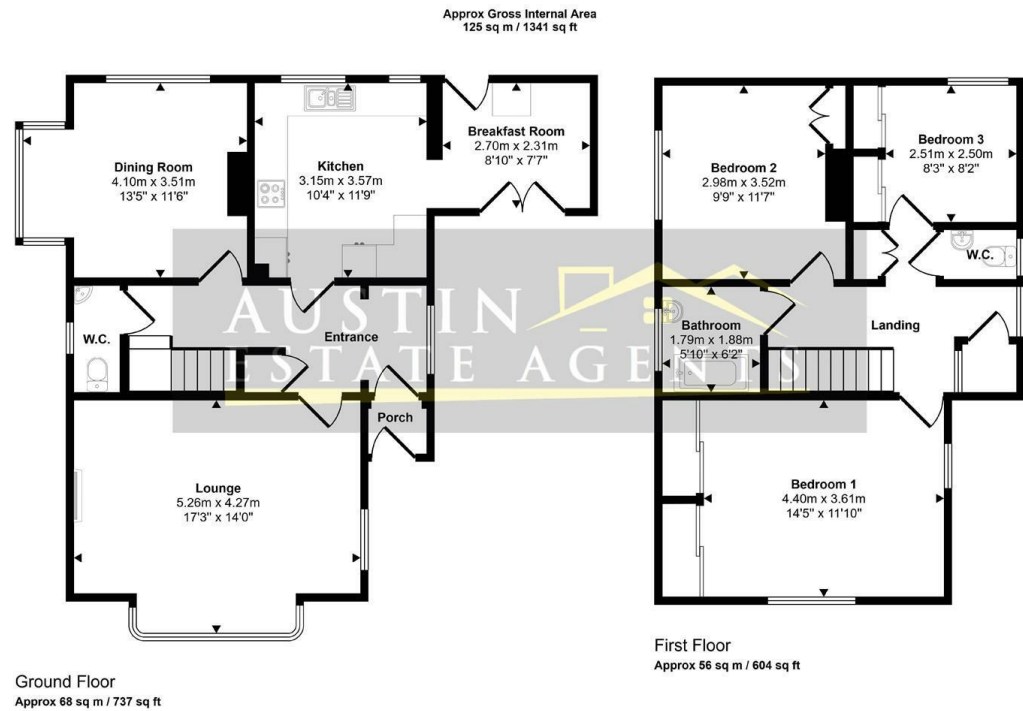 Approx Gross Internal Area
125 sq m / 1341 sq ft
Dining Room
4.10m x 3.51m
13'5" x 11'6"
Kitchen
3.15m x 3.57m
10'4" x 11'9"
Breakfast Room
2.70m x 2.31m
8'10" x 7'7"
W.C.
Entrance
Porch
Lounge
5.26m x 4.27m
17'3" x 14'0"
Ground Floor
Approx 68 sq m / 737 sq ft
Bedroom 2
2.98m x 3.52m
9'9" x 11'7"
Bedroom 3
2.51m x 2.50m
8'3" x 8'2"
W.C.
Bathroom
1.79m x 1.88m
5'10" x 6'2"
Landing
Bedroom 1
4.40m x 3.61m
14'5" x 11'10"
First Floor
Approx 56 sq m / 604 sq ft
AUSTIN
ESTATE AGENTS